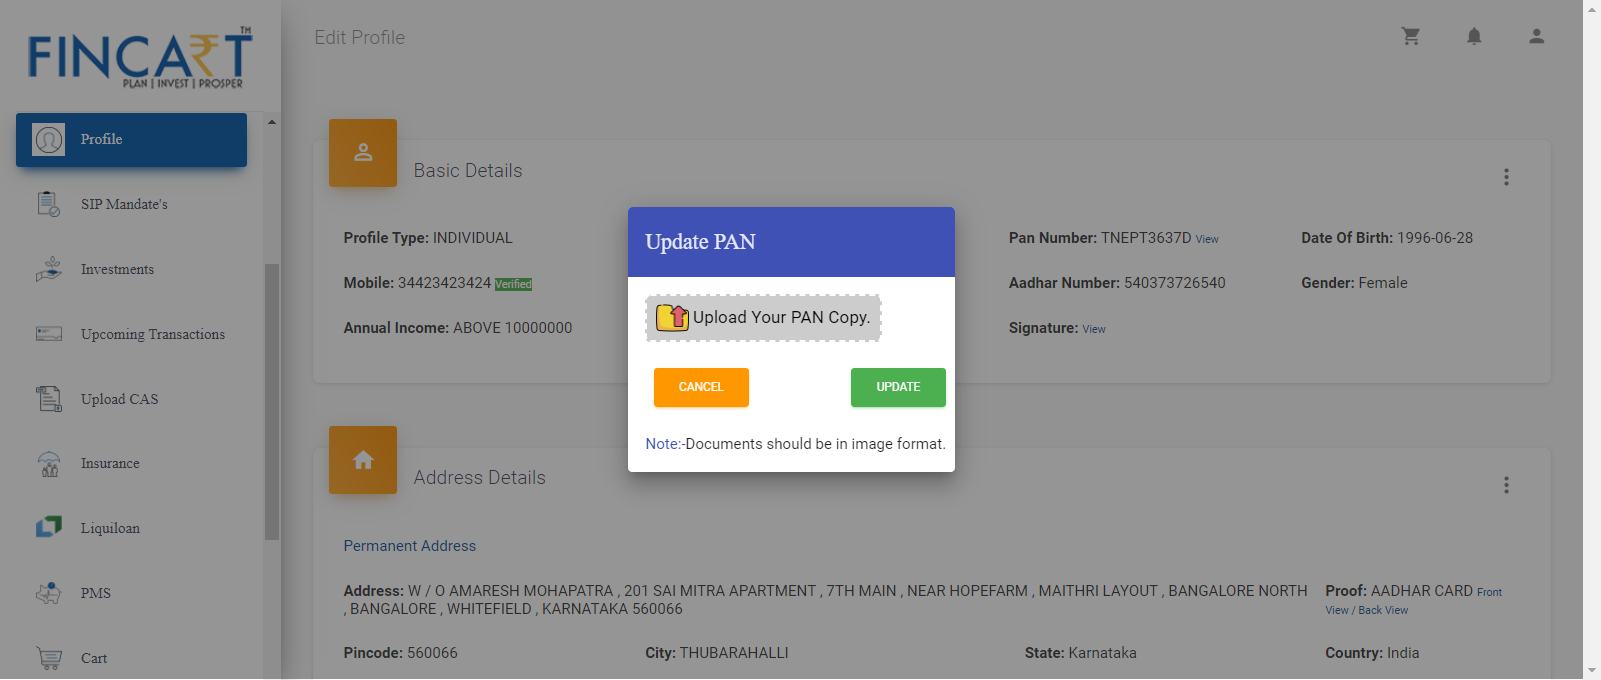 FINCART TM
PLAN | INVEST | PROSPER
Edit Profile
Profile
SIP Mandate's
Investments
Upcoming Transactions
Upload CAS
Insurance
Liquiloan
PMS
Cart
Basic Details
Profile Type: INDIVIDUAL
Pan Number: TNEPT3637D View
Date Of Birth: 1996-06-28
Mobile: 34423423424 Verified
Aadhar Number: 540373726540
Gender: Female
Annual Income: ABOVE 10000000
Signature: View
Update PAN
Upload Your PAN Copy.
CANCEL
UPDATE
Note:-Documents should be in image format.
Address Details
Permanent Address
Address: W / O AMARESH MOHAPATRA , 201 SAI MITRA APARTMENT , 7TH MAIN , NEAR HOPEFARM , MAITHRI LAYOUT , BANGALORE NORTH
, BANGALORE , WHITEFIELD , KARNATAKA 560066
Proof: AADHAR CARD Front
View / Back View
Pincode: 560066
City: THUBARAHALLI
State: Karnataka
Country: India